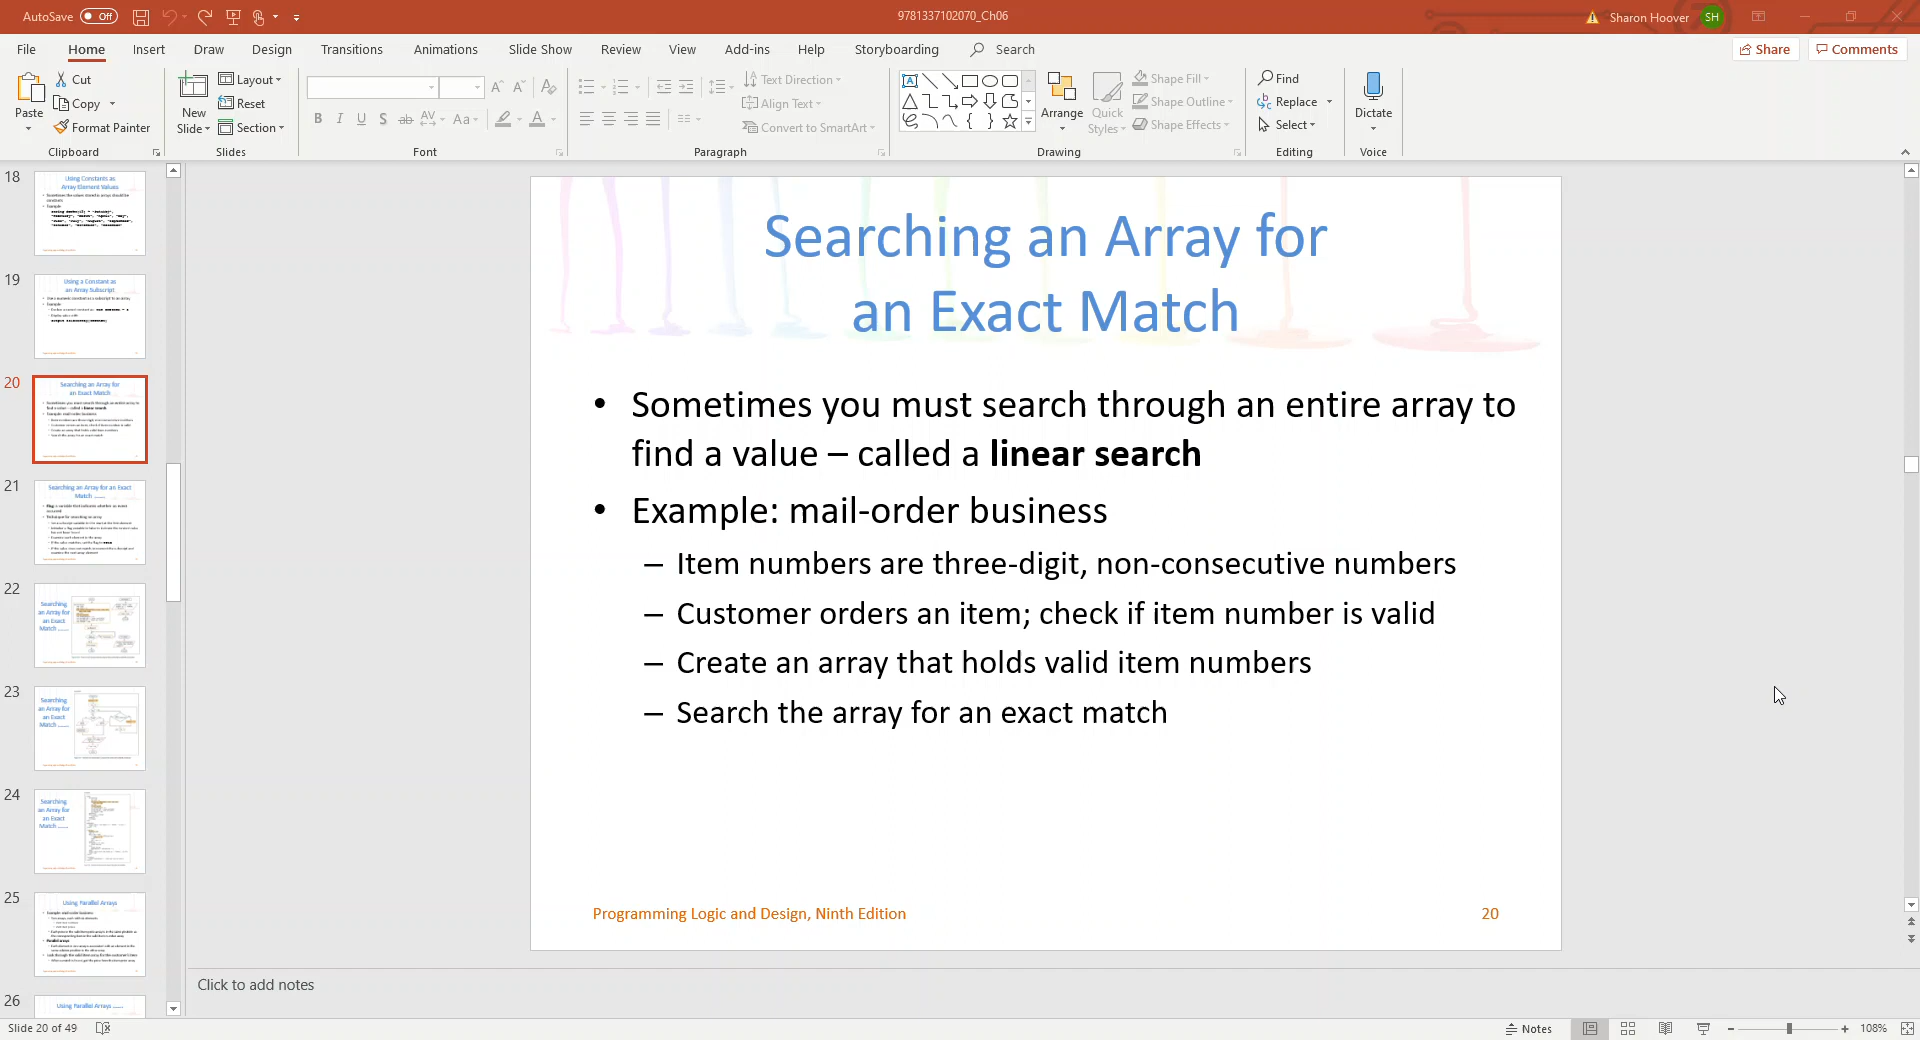 AutoSave Off
9781337102070_Ch06
Sharon Hoover SH
File Home Insert Draw Design Transitions Animations Slide Show Review View Add-ins Help Storyboarding Search
Share Comments
Paste
Cut
Copy
Format Painter
Clipboard
New Slide
Layout
Reset
Section
Slides
B I U S ab AV Aa A
Font
Text Direction
Align Text
Convert to SmartArt
Paragraph
Arrange
Quick Styles
Shape Fill
Shape Outline
Shape Effects
Drawing
Find
Replace
Select
Editing
Dictate
Voice
18
Using Constants as
Array Element Values
19
Using a Constant as
an Array Subscript
20
Searching an Array for
an Exact Match
21
Searching an Array for an Exact
Match
22
Searching
an Array for
an Exact
Match
23
Searching
an Array for
an Exact
Match
24
Searching
an Array for
an Exact
Match
25
Using Parallel Arrays
26
Using Parallel Arrays
Searching an Array for
an Exact Match
• Sometimes you must search through an entire array to
find a value – called a linear search
• Example: mail-order business
– Item numbers are three-digit, non-consecutive numbers
– Customer orders an item; check if item number is valid
– Create an array that holds valid item numbers
– Search the array for an exact match
Programming Logic and Design, Ninth Edition
20
Click to add notes
Slide 20 of 49
Notes
108%